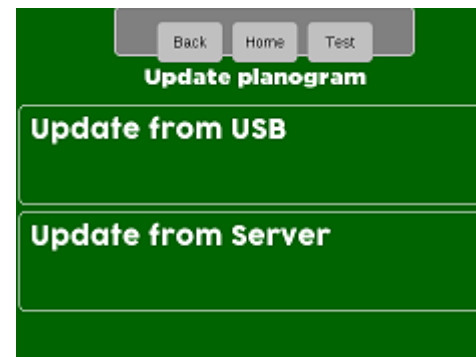 Back Home Test
Update planogram
Update from USB
Update from Server